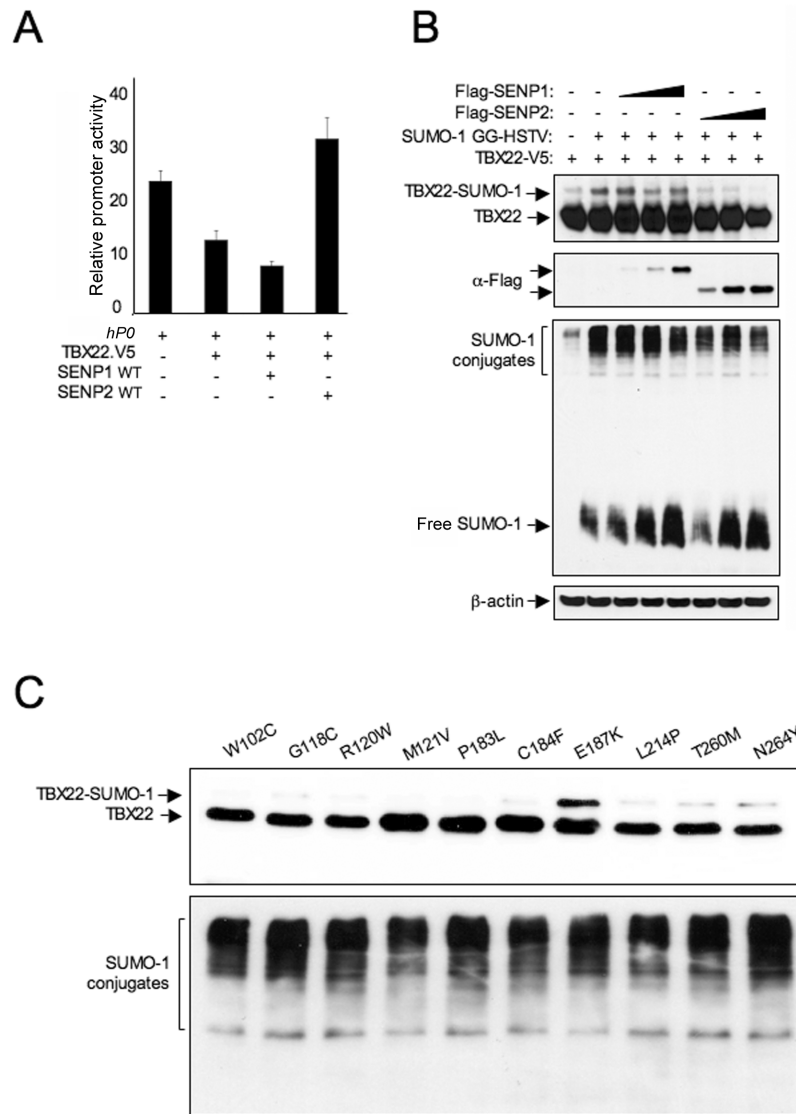 A
Relative promoter activity
40
30
20
10
0
hP0 + + + +
TBX22.V5 - + + +
SENP1 WT - - + -
SENP2 WT - - - +
B
Flag-SENP1: - - - - -
Flag-SENP2: - - - - -
SUMO-1 GG-HSTV: - + + + + + + +
TBX22-V5: + + + + + + + +
TBX22-SUMO-1
TBX22
α-Flag
SUMO-1
conjugates
Free SUMO-1
β-actin
C
W102C G118C R120W M121V P183L C184F E187K L214P T260M N264Y
TBX22-SUMO-1
TBX22
SUMO-1
conjugates